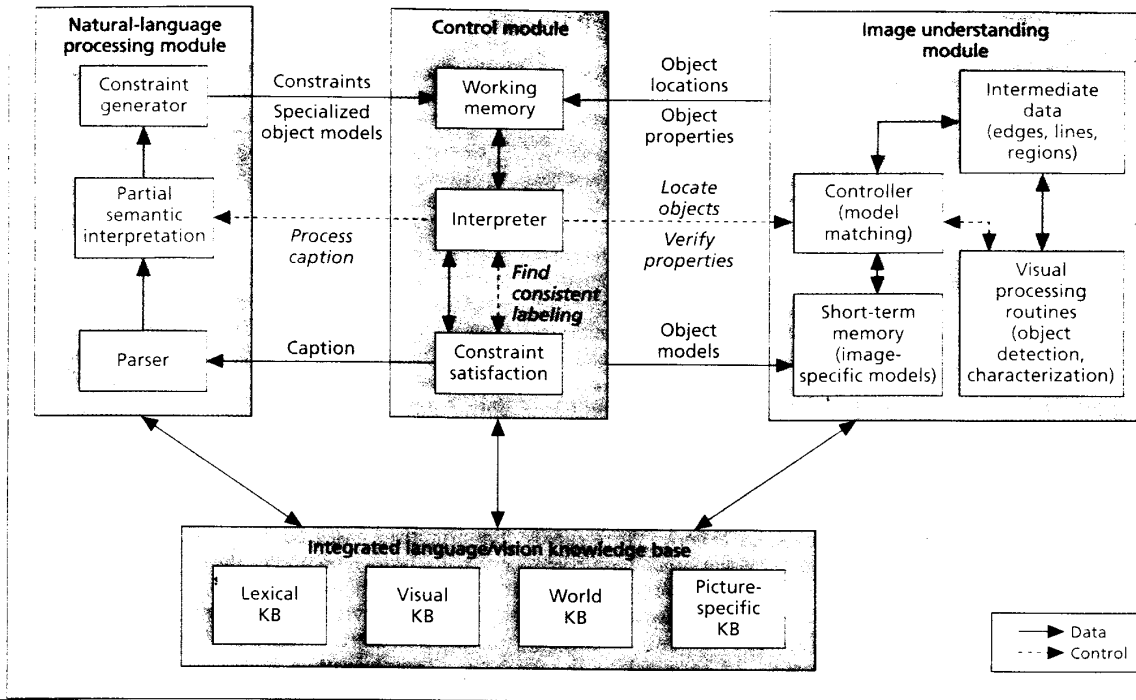 Natural-language
processing module
Constraint
generator
Partial
semantic
interpretation
Parser
Constraints
Specialized
object models
Process
caption
Caption
Control module
Working
memory
Interpreter
Find
consistent
labeling
Constraint
satisfaction
Object
locations
Object
properties
Locate
objects
Verify
properties
Object
models
Image understanding
module
Intermediate
data
(edges, lines,
regions)
Controller
(model
matching)
Short-term
memory
(image-
specific models)
Visual
processing
routines
(object
detection,
characterization)
Integrated language/vision knowledge base
Lexical
KB
Visual
KB
World
KB
Picture-
specific
KB
Data
Control